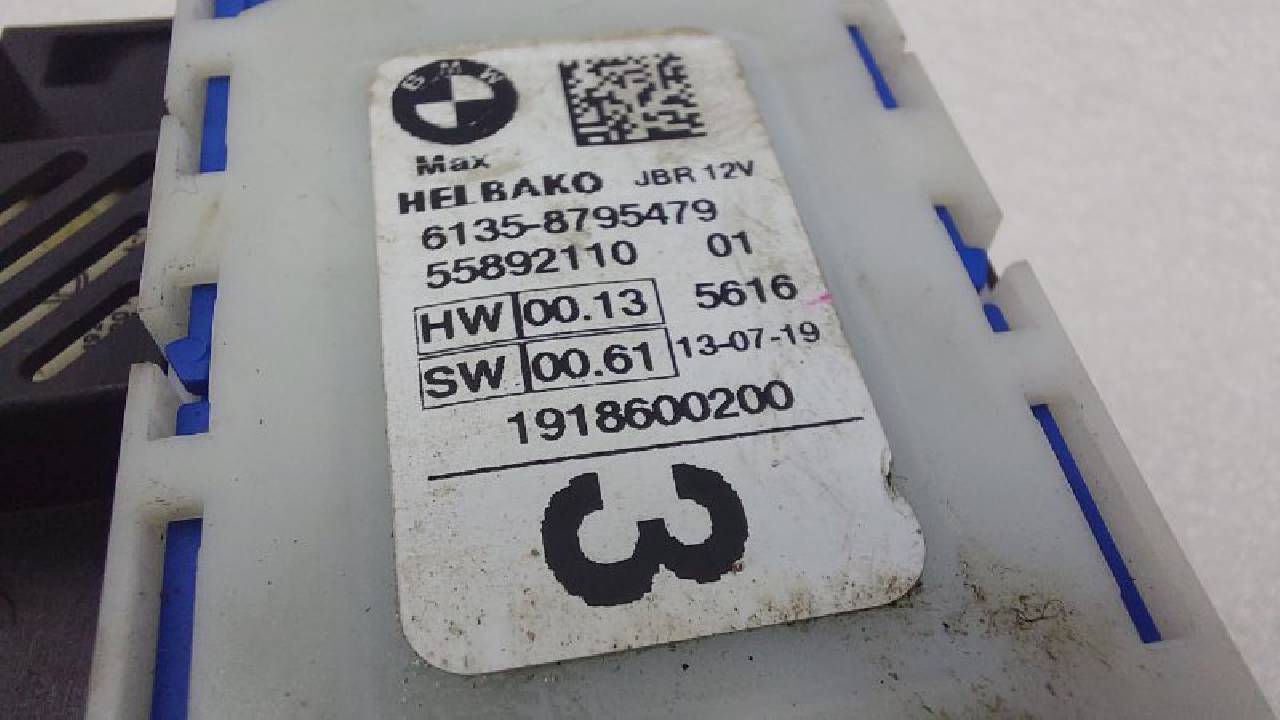 BMW
Max
HELBAKO JBR 12V
6135-8795479
55892110 01
HW 00.13 5616
SW 00.61 13-07-19
1918600200
3